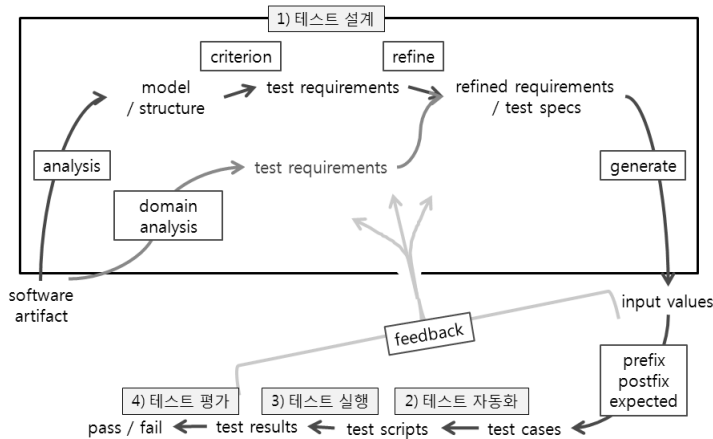 1) 테스트 설계
criterion
refine
model
/ structure
test requirements
refined requirements
/ test specs
analysis
test requirements
generate
domain
analysis
software
artifact
input values
feedback
prefix
postfix
expected
4) 테스트 평가
3) 테스트 실행
2) 테스트 자동화
pass / fail
test results
test scripts
test cases